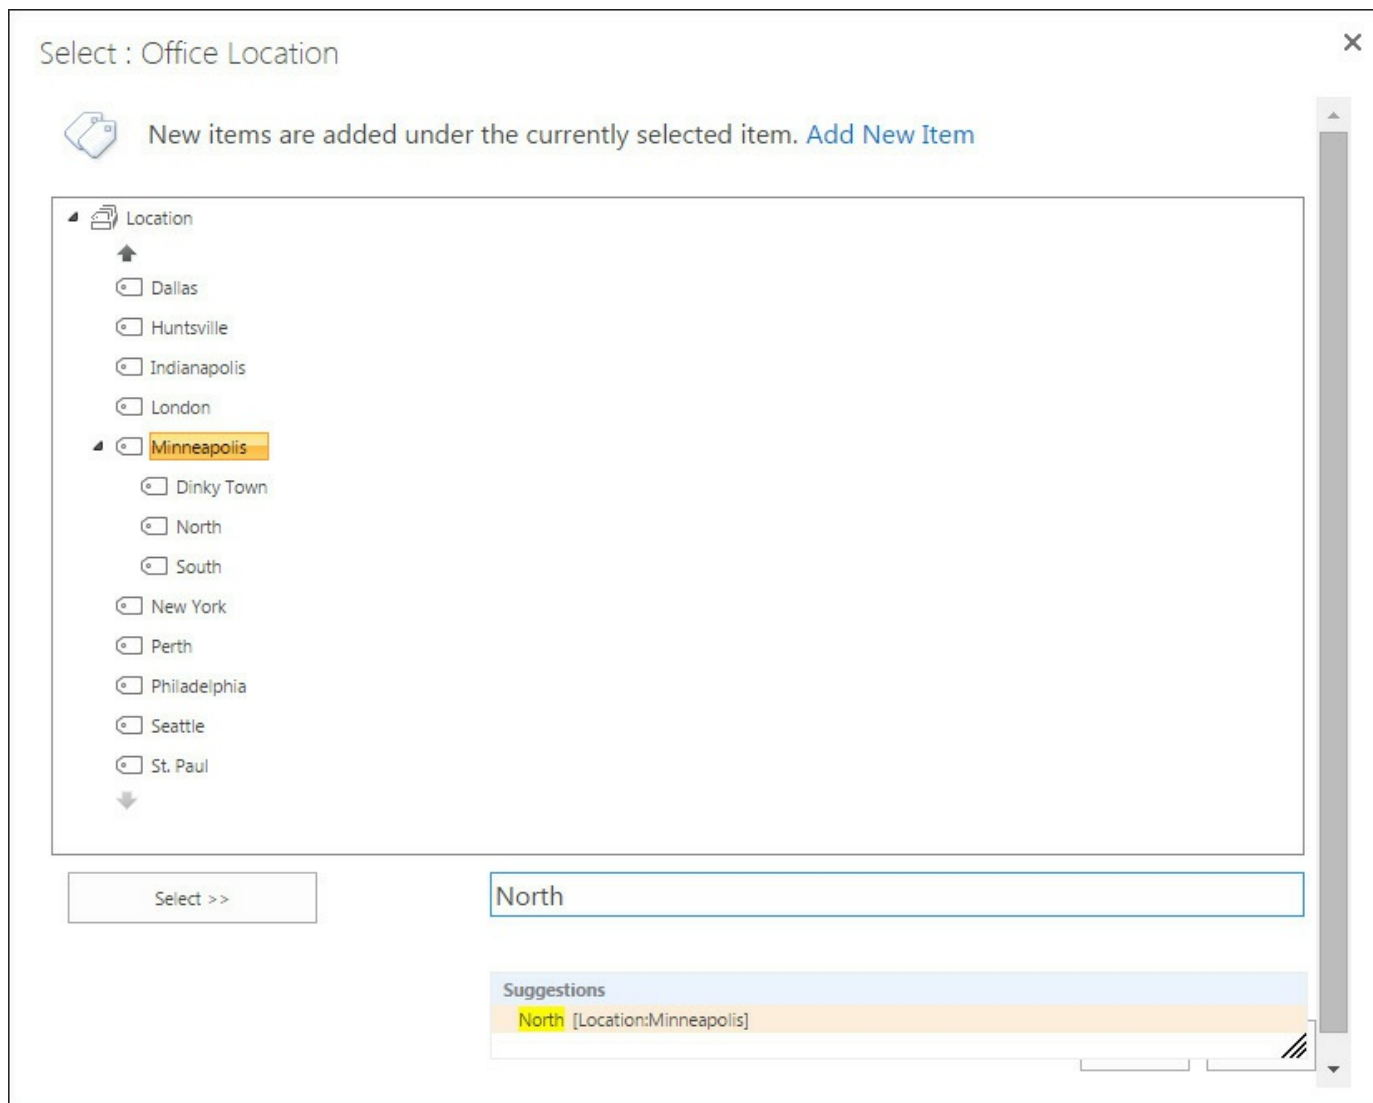 Select : Office Location
New items are added under the currently selected item. Add New Item
Location
Dallas
Huntsville
Indianapolis
London
Minneapolis
Dinky Town
North
South
New York
Perth
Philadelphia
Seattle
St. Paul
Select >>
North
Suggestions
North [Location:Minneapolis]